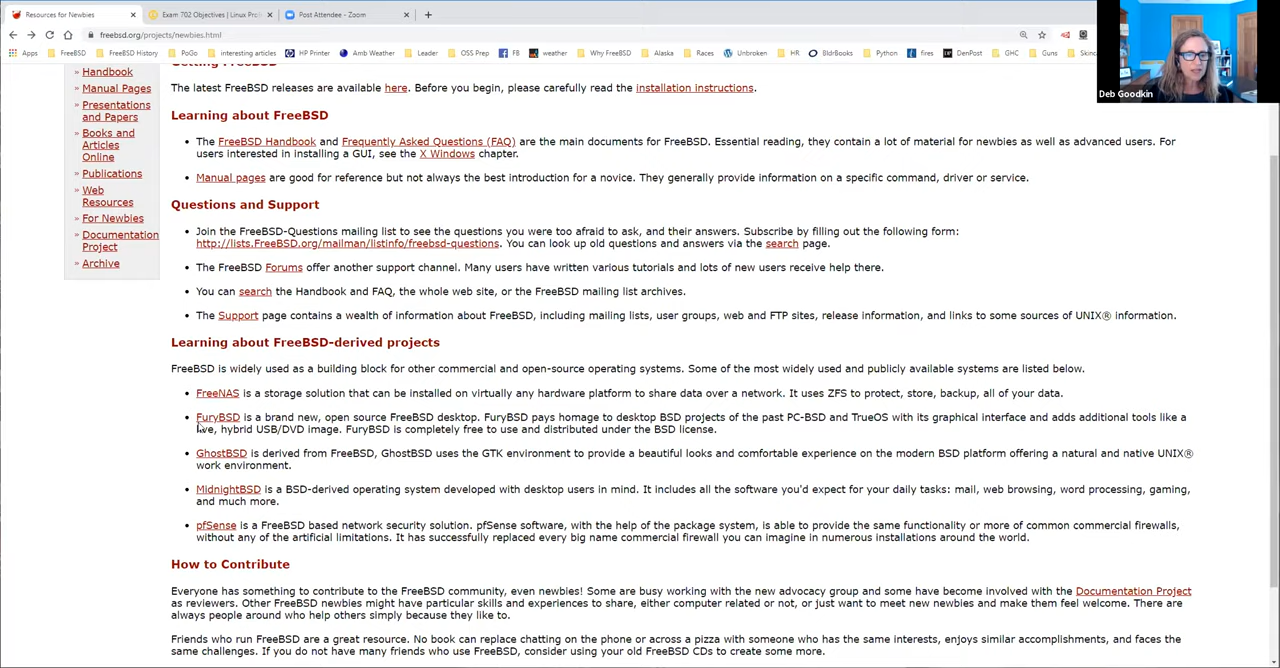 Resources for Newbies
Exam 702 Objectives | Linux Pro
Post Attendee - Zoom
freebsd.org/projects/newbies.html
Apps FreeBSD FreeBSD History PoGo interesting articles HP Printer Amb Weather Leader OSS Prep FB weather Why FreeBSD Alaska Races Unbroken HR BldrBooks Python fires DenPost GHC Guns
Deb Goodkin
» Handbook
» Manual Pages
» Presentations
and Papers
» Books and
Articles
Online
» Publications
» Web
Resources
» For Newbies
» Documentation
Project
» Archive
Getting FreeBSD
The latest FreeBSD releases are available here. Before you begin, please carefully read the installation instructions.
Learning about FreeBSD
• The FreeBSD Handbook and Frequently Asked Questions (FAQ) are the main documents for FreeBSD. Essential reading, they contain a lot of material for newbies as well as advanced users. For
users interested in installing a GUI, see the X Windows chapter.
• Manual pages are good for reference but not always the best introduction for a novice. They generally provide information on a specific command, driver or service.
Questions and Support
• Join the FreeBSD-Questions mailing list to see the questions you were too afraid to ask, and their answers. Subscribe by filling out the following form:
http://lists.FreeBSD.org/mailman/listinfo/freebsd-questions. You can look up old questions and answers via the search page.
• The FreeBSD Forums offer another support channel. Many users have written various tutorials and lots of new users receive help there.
• You can search the Handbook and FAQ, the whole web site, or the FreeBSD mailing list archives.
• The Support page contains a wealth of information about FreeBSD, including mailing lists, user groups, web and FTP sites, release information, and links to some sources of UNIX® information.
Learning about FreeBSD-derived projects
FreeBSD is widely used as a building block for other commercial and open-source operating systems. Some of the most widely used and publicly available systems are listed below.
• FreeNAS is a storage solution that can be installed on virtually any hardware platform to share data over a network. It uses ZFS to protect, store, backup, all of your data.
• FuryBSD is a brand new, open source FreeBSD desktop. FuryBSD pays homage to desktop BSD projects of the past PC-BSD and TrueOS with its graphical interface and adds additional tools like a
live, hybrid USB/DVD image. FuryBSD is completely free to use and distributed under the BSD license.
• GhostBSD is derived from FreeBSD, GhostBSD uses the GTK environment to provide a beautiful looks and comfortable experience on the modern BSD platform offering a natural and native UNIX®
work environment.
• MidnightBSD is a BSD-derived operating system developed with desktop users in mind. It includes all the software you'd expect for your daily tasks: mail, web browsing, word processing, gaming,
and much more.
• pfSense is a FreeBSD based network security solution. pfSense software, with the help of the package system, is able to provide the same functionality or more of common commercial firewalls,
without any of the artificial limitations. It has successfully replaced every big name commercial firewall you can imagine in numerous installations around the world.
How to Contribute
Everyone has something to contribute to the FreeBSD community, even newbies! Some are busy working with the new advocacy group and some have become involved with the Documentation Project
as reviewers. Other FreeBSD newbies might have particular skills and experiences to share, either computer related or not, or just want to meet new newbies and make them feel welcome. There are
always people around who help others simply because they like to.
Friends who run FreeBSD are a great resource. No book can replace chatting on the phone or across a pizza with someone who has the same interests, enjoys similar accomplishments, and faces the
same challenges. If you do not have many friends who use FreeBSD, consider using your old FreeBSD CDs to create some more.